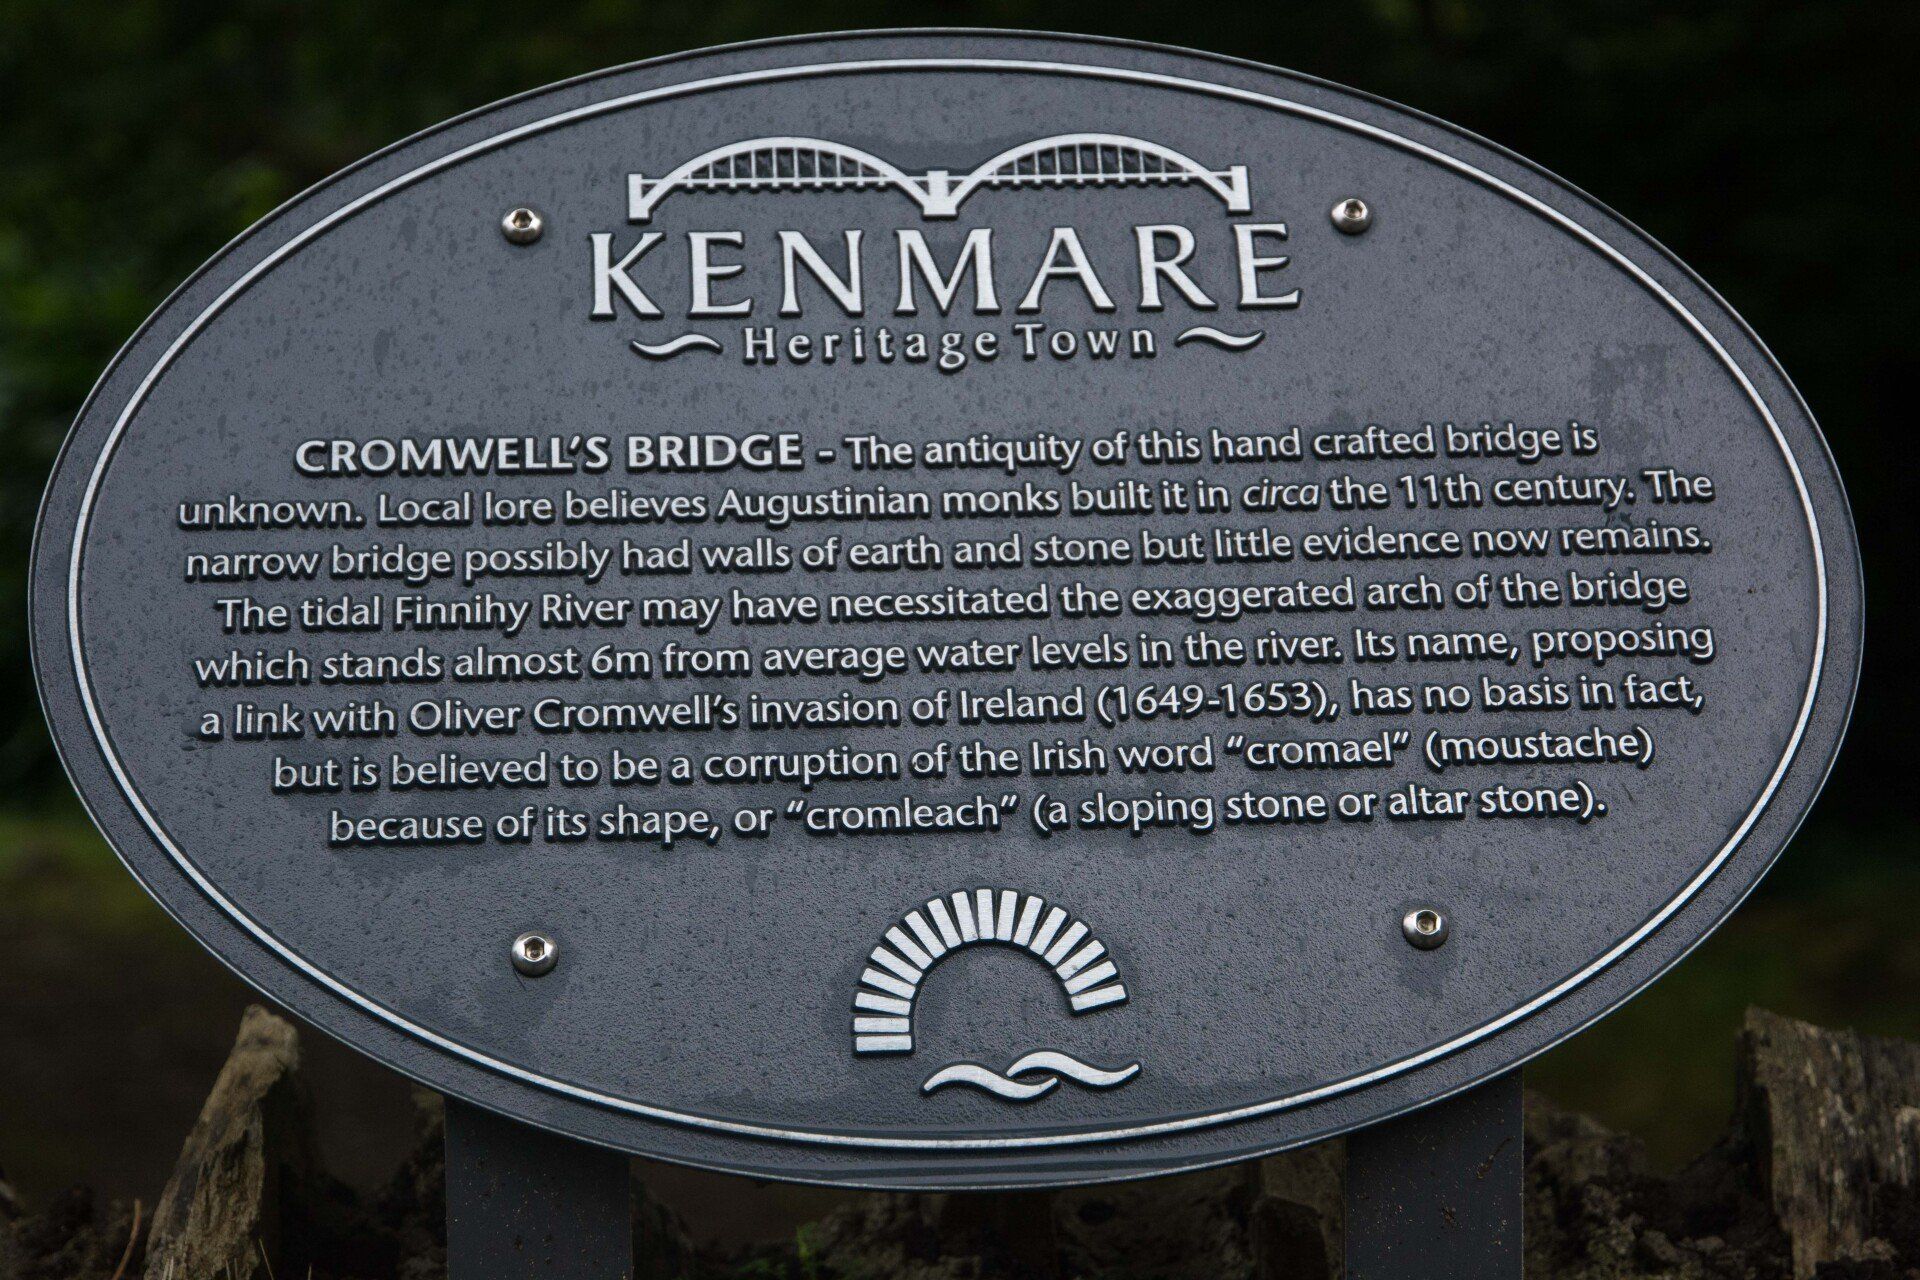 KENMARE
Heritage Town
CROMWELL'S BRIDGE - The antiquity of this hand crafted bridge is
unknown. Local lore believes Augustinian monks built it in circa the 11th century. The
narrow bridge possibly had walls of earth and stone but little evidence now remains.
The tidal Finnihy River may have necessitated the exaggerated arch of the bridge
which stands almost 6m from average water levels in the river. Its name, proposing
a link with Oliver Cromwell's invasion of Ireland (1649-1653), has no basis in fact,
but is believed to be a corruption of the Irish word “cromael” (moustache)
because of its shape, or “cromleach” (a sloping stone or altar stone).